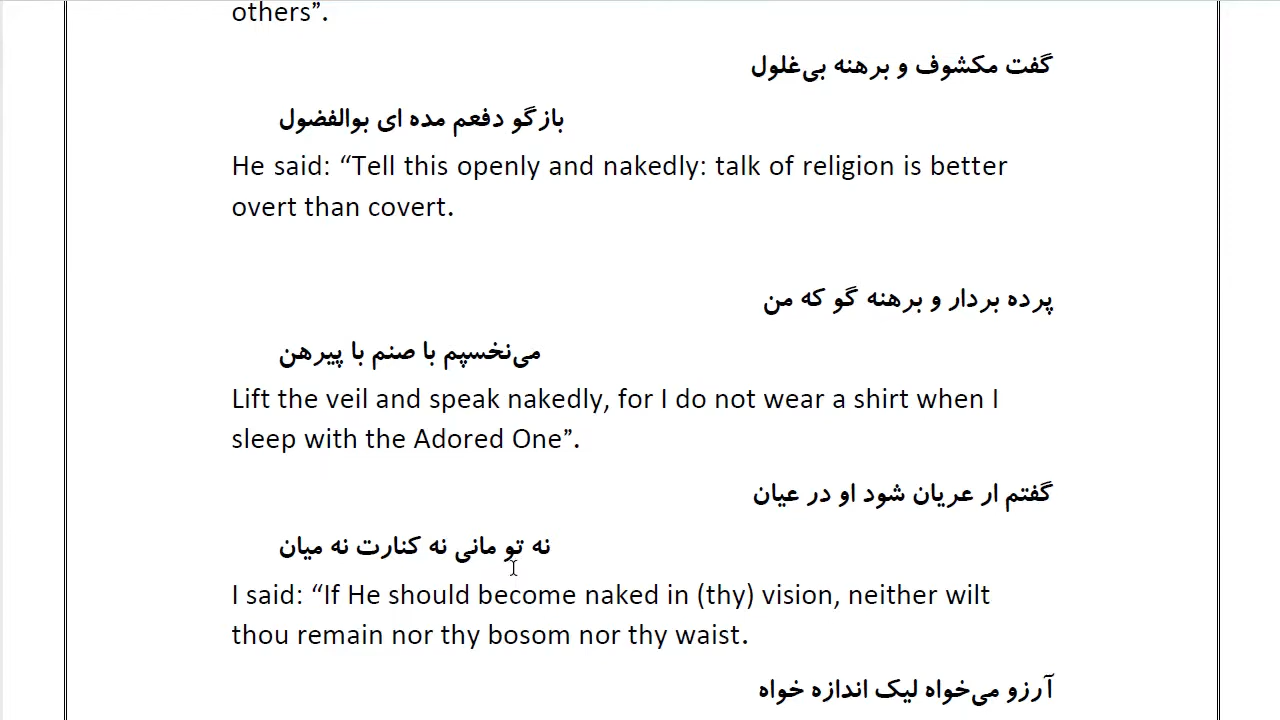 others”.
گفت مکشوف و برهنه بی‌غلول
بازگو دفعم مده ای بوالفضول
He said: “Tell this openly and nakedly: talk of religion is better
overt than covert.
پرده بردار و برهنه گو که من
می‌نخسپم با صنم با پیرهن
Lift the veil and speak nakedly, for I do not wear a shirt when I
sleep with the Adored One”.
گفتم ار عریان شود او در عیان
نه تو مانی نه کنارت نه میان
I said: “If He should become naked in (thy) vision, neither wilt
thou remain nor thy bosom nor thy waist.
آرزو می‌خواه لیک اندازه خواه